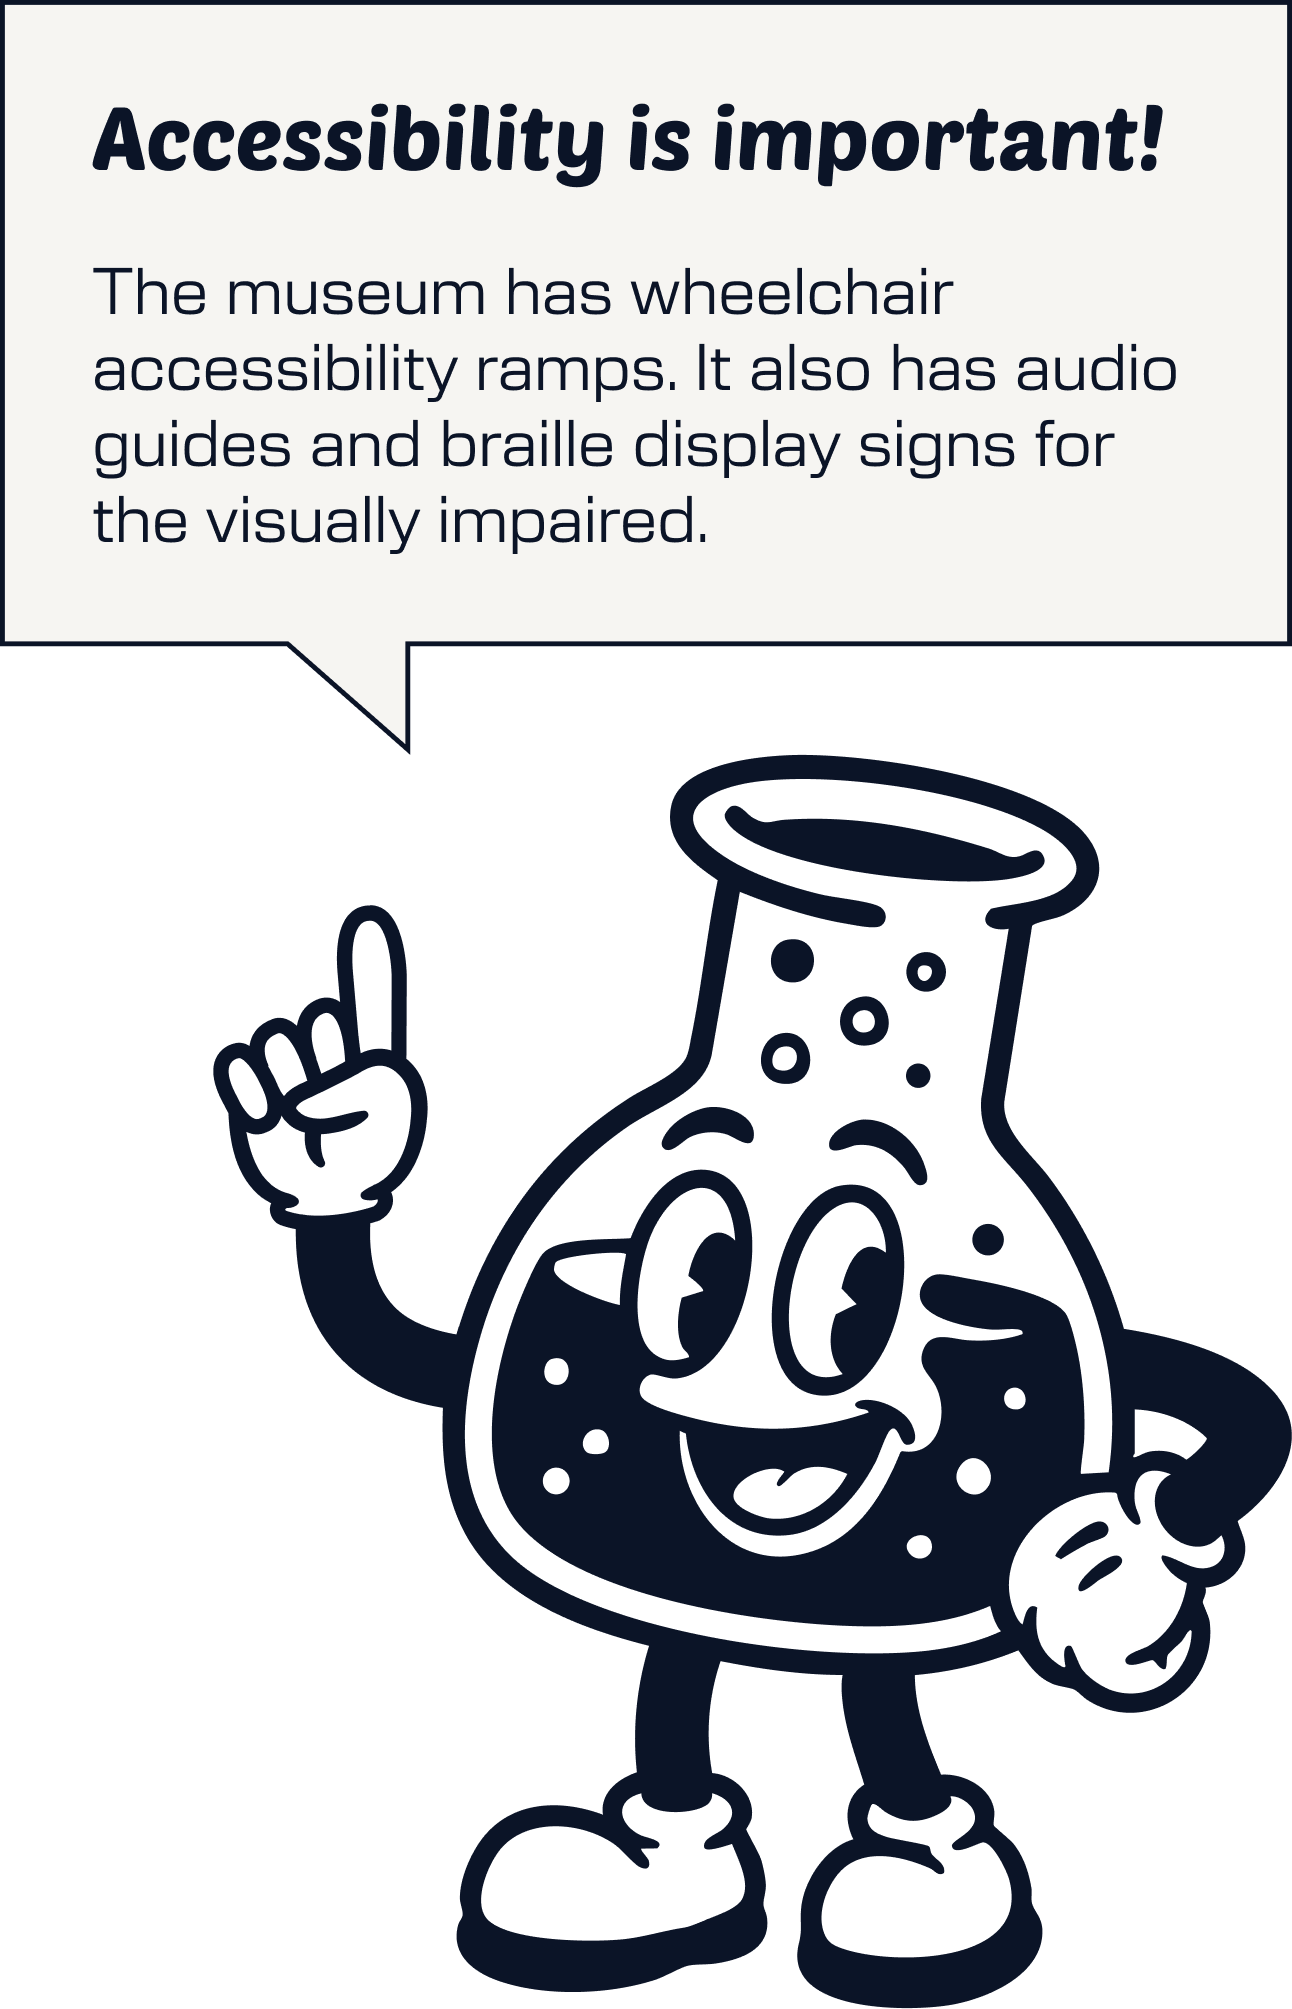 Accessibility is important!
The museum has wheelchair
accessibility ramps. It also has audio
guides and braille display signs for
the visually impaired.